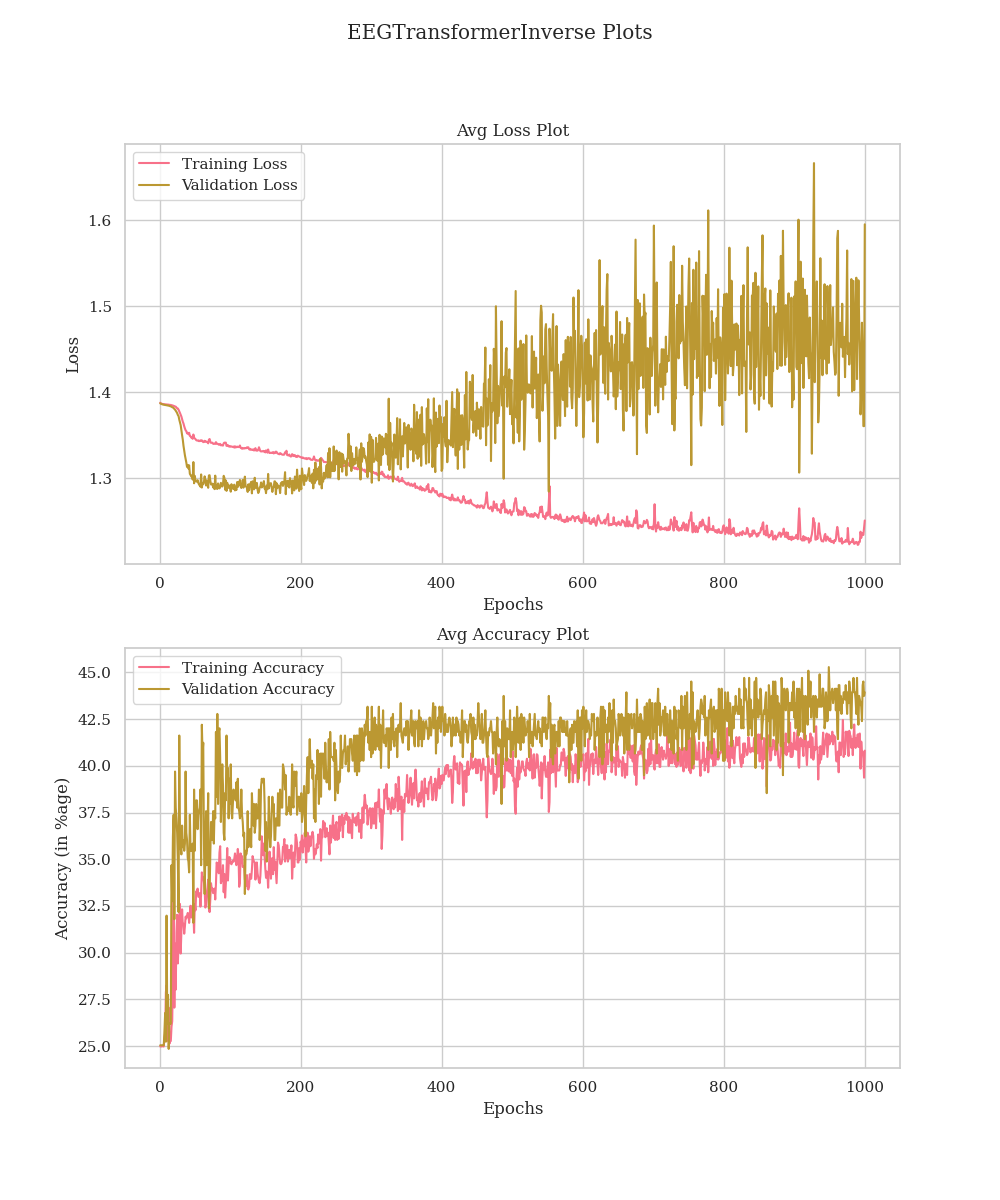 EEGTransformerInverse Plots
Avg Loss Plot
Training Loss
Validation Loss
1.6
1.5
1.4
1.3
Loss
0 200 400 600 800 1000
Epochs
Avg Accuracy Plot
Training Accuracy
Validation Accuracy
45.0
42.5
40.0
37.5
35.0
32.5
30.0
27.5
25.0
Accuracy (in %age)
0 200 400 600 800 1000
Epochs